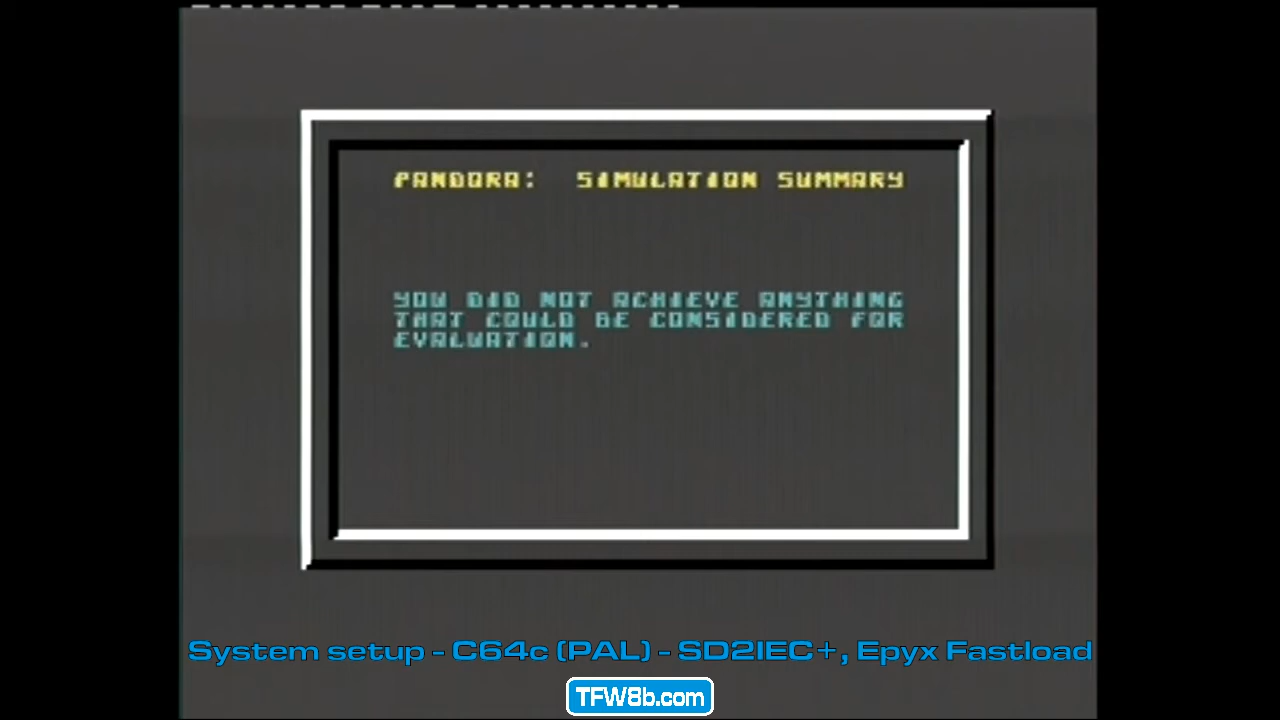 PANDORA: SIMULATION SUMMARY
YOU DID NOT ACHIEVE ANYTHING
THAT COULD BE CONSIDERED FOR
EVALUATION.
System setup - C64c (PAL) - SD2IEC+, Epyx Fastload
TFW8b.com